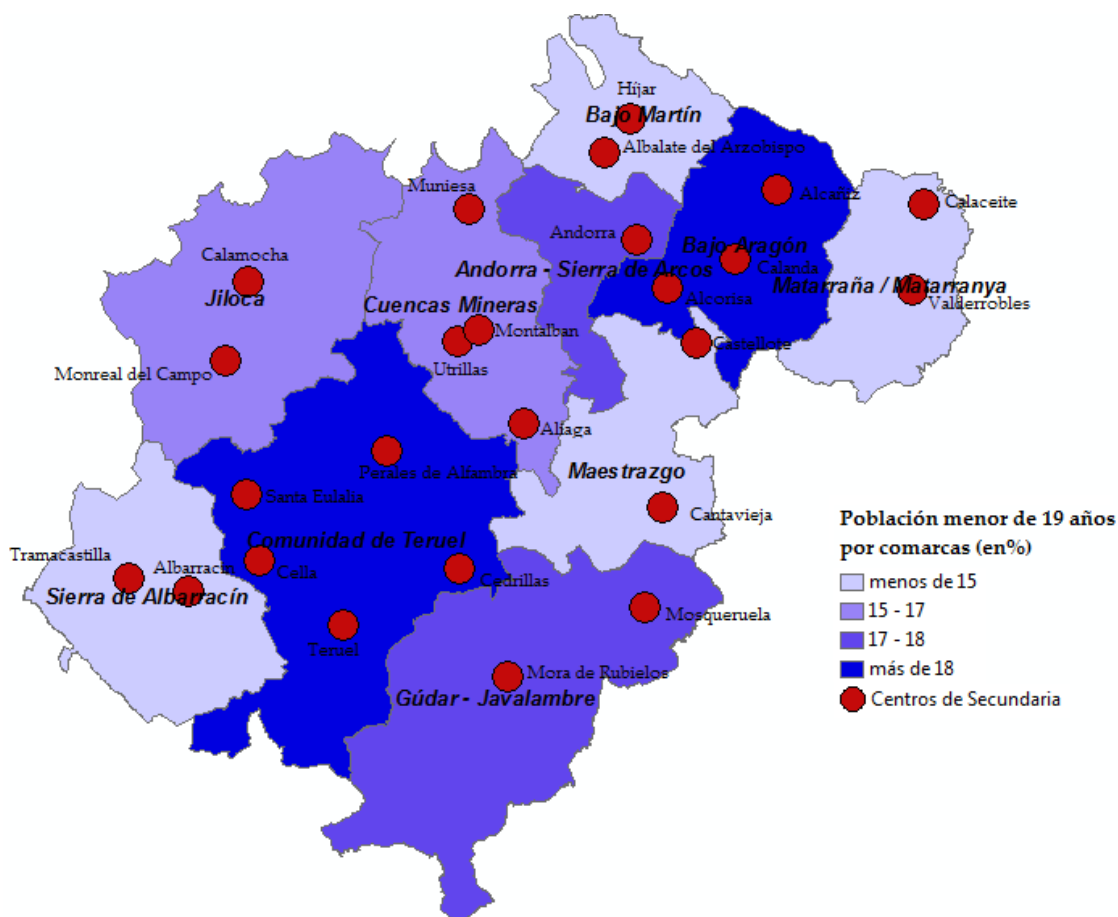 Híjar
Bajo Martín
Albalate del Arzobispo
Muniesa
Alcañiz
Calaceite
Andorra
Bajo Aragón
Calamocha
Andorra - Sierra de Arcos
Calanda
Jiloca
Cuencas Mineras
Alcorisa
Matarraña / Matarranya
Valderrobles
Montalban
Castellote
Utrillas
Monreal del Campo
Aliaga
Perales de Alfambra
Maestrazgo
Santa Eulalia
Cantavieja
Comunidad de Teruel
Tramacastilla
Albarracín
Cella
Cedrillas
Sierra de Albarracín
Mosqueruela
Teruel
Mora de Rubielos
Gúdar - Javalambre
Población menor de 19 años
por comarcas (en%)
menos de 15
15 - 17
17 - 18
más de 18
Centros de Secundaria